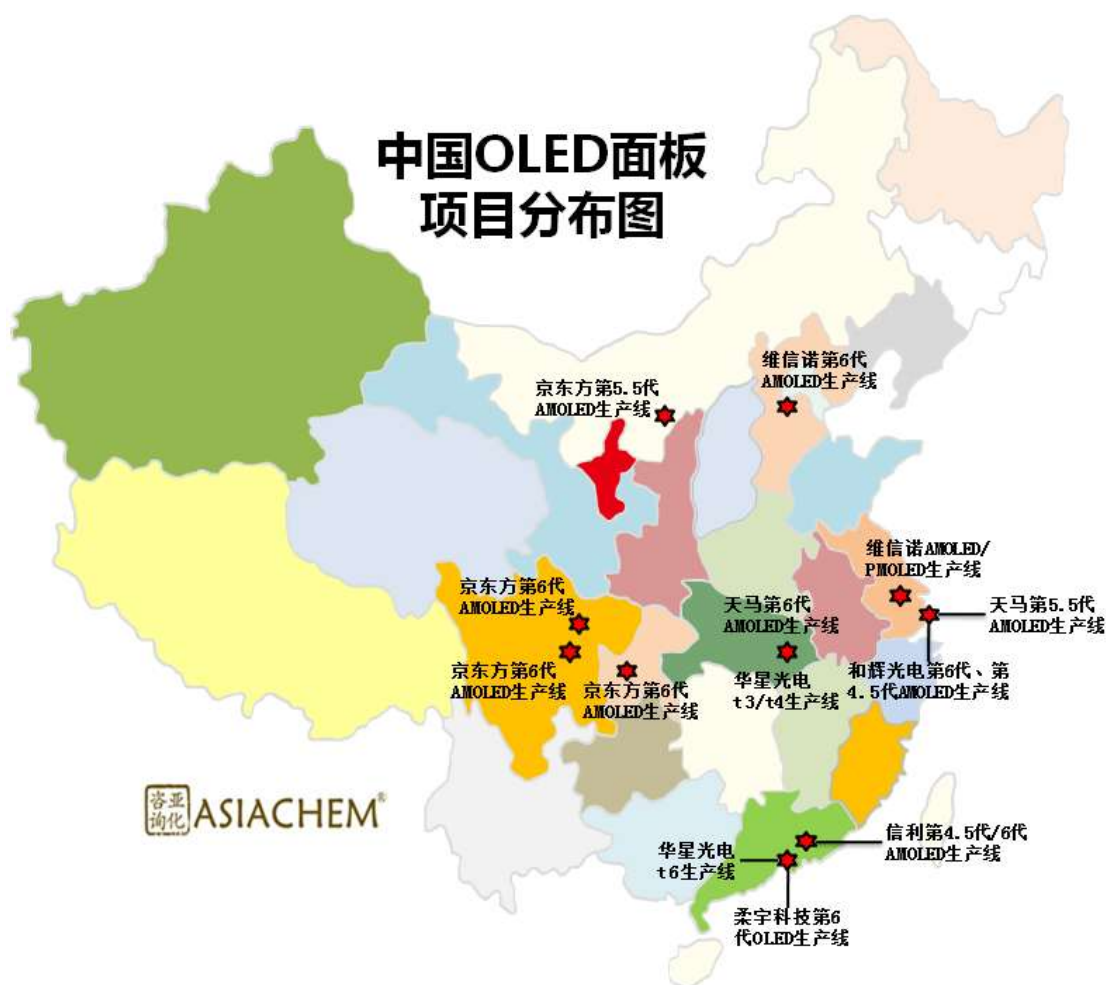 中国OLED面板
项目分布图
维信诺第6代
AMOLED生产线
京东方第5.5代
AMOLED生产线
维信诺AMOLED/
PMOLED生产线
京东方第6代
AMOLED生产线
天马第6代
AMOLED生产线
天马第5.5代
AMOLED生产线
京东方第6代
AMOLED生产线
京东方第6代
AMOLED生产线
华星光电
t3/t4生产线
和辉光电第6代、第
4.5代AMOLED生产线
咨亚
询化
ASIACHEM®
信利第4.5代/6代
AMOLED生产线
华星光电
t6生产线
柔宇科技第6
代OLED生产线